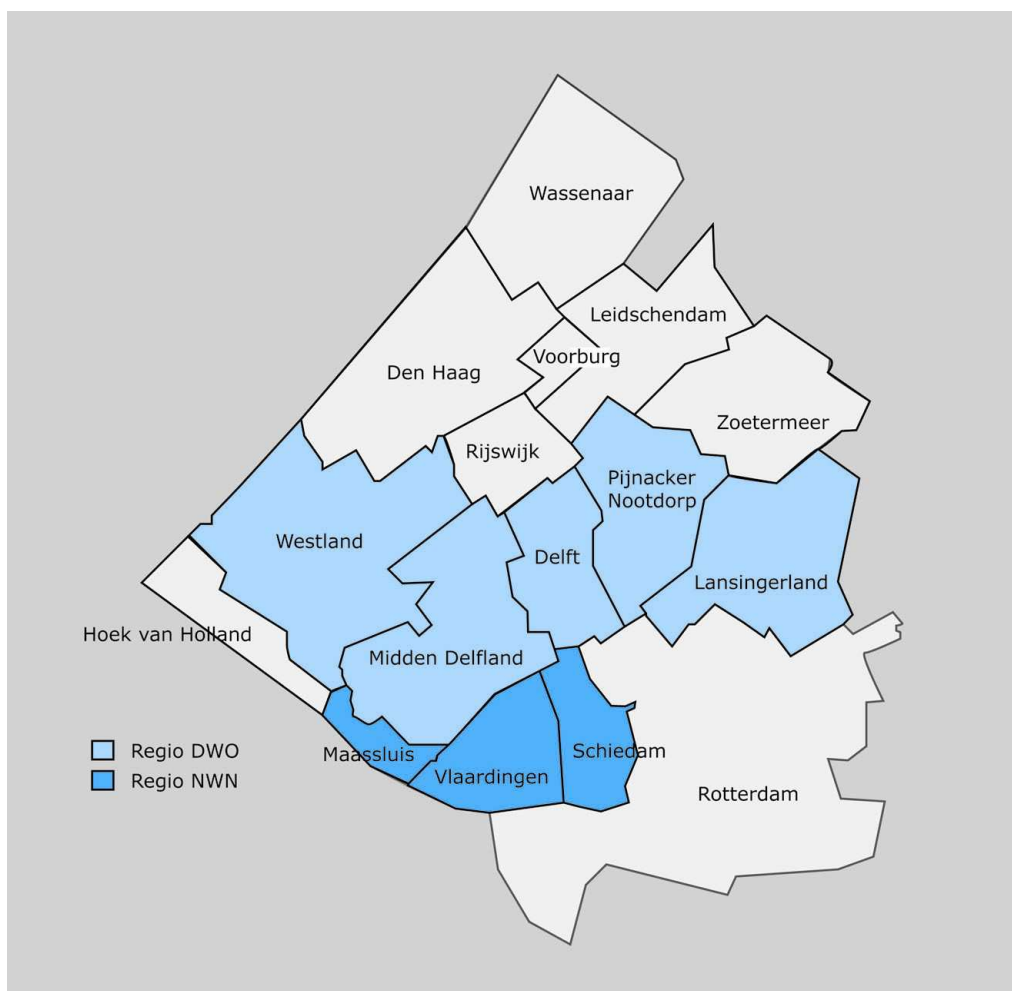 Wassenaar
Leidschendam
Voorburg
Den Haag
Zoetermeer
Rijswijk
Pijnacker
Nootdorp
Westland
Delft
Lansingerland
Hoek van Holland
Midden Delfland
Regio DWO
Maassluis
Schiedam
Vlaardingen
Regio NWN
Rotterdam